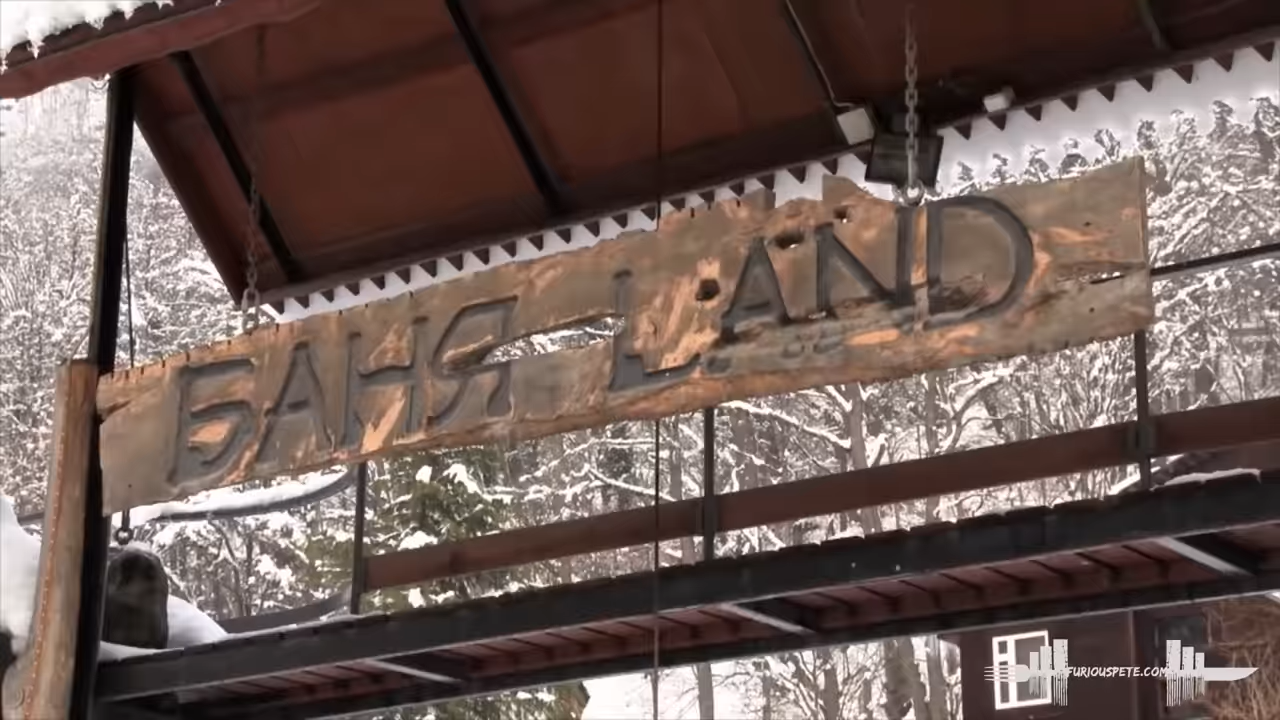 БАНЯ LAND
FURIOUSPETE.COM